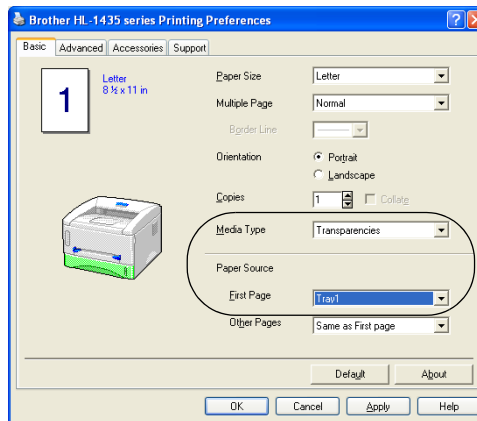 Brother HL-1435 series Printing Preferences
Basic Advanced Accessories Support
1
Letter
8 ½ x 11 in
Paper Size Letter
Multiple Page Normal
Border Line
Orientation Portrait
Landscape
Copies 1 Collate
Media Type Transparencies
Paper Source
First Page Tray1
Other Pages Same as First page
Default About
OK Cancel Apply Help